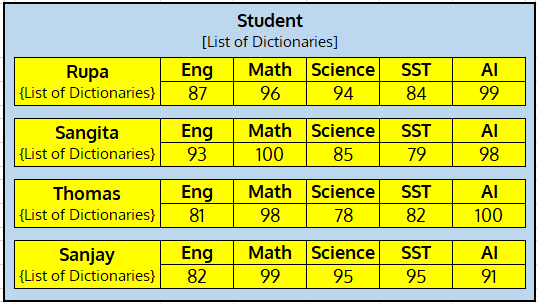 Student
[List of Dictionaries]
Rupa Eng Math Science SST AI
{List of Dictionaries} 87 96 94 84 99
Sangita Eng Math Science SST AI
{List of Dictionaries} 93 100 85 79 98
Thomas Eng Math Science SST AI
{List of Dictionaries} 81 98 78 82 100
Sanjay Eng Math Science SST AI
{List of Dictionaries} 82 99 95 95 91